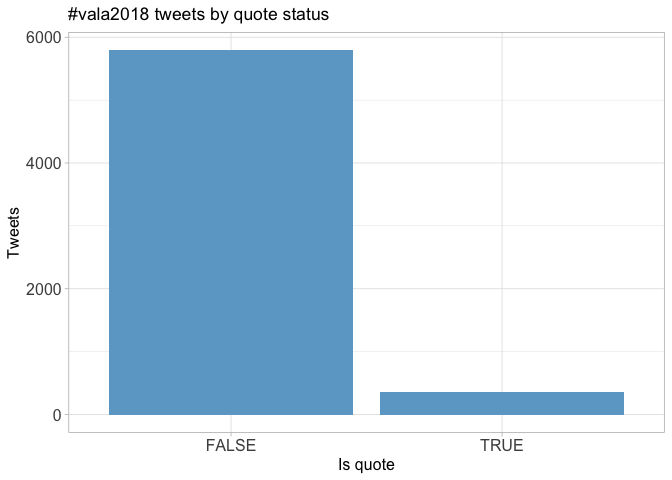 #vala2018 tweets by quote status
6000
4000
2000
0
Tweets
FALSE TRUE
Is quote